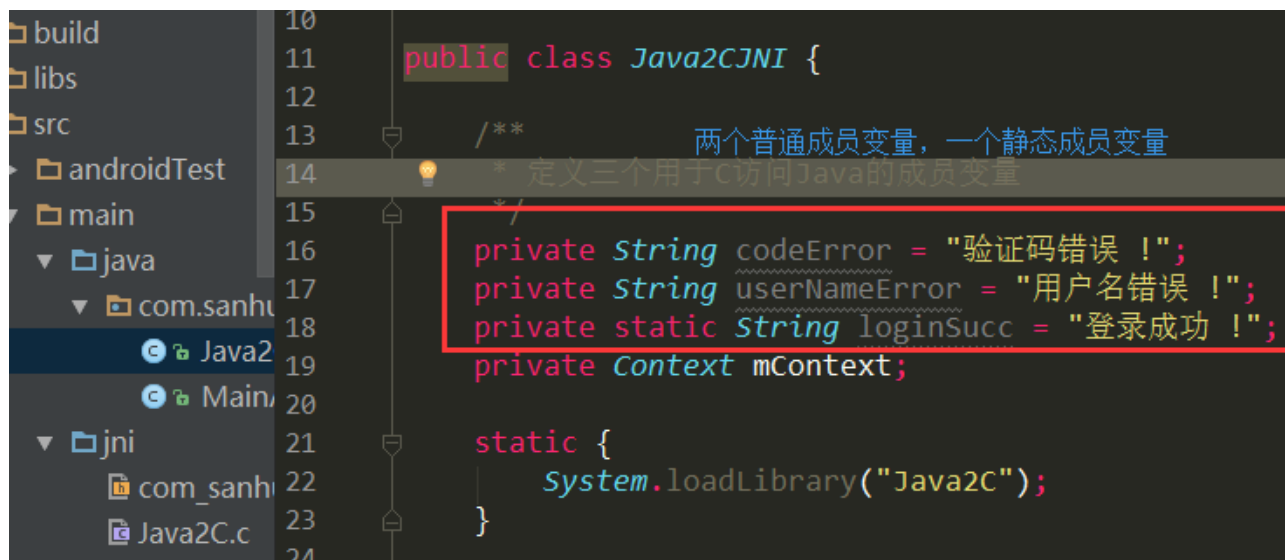 build
libs
src
androidTest
main
java
com.sanhu
Java2
Main
jni
com_sanh
Java2C.c
10
11 public class Java2CJNI {
12
13 /** 两个普通成员变量，一个静态成员变量
14 * 定义三个用于C访问Java的成员变量
15 */
16 private String codeError = "验证码错误 !";
17 private String userNameError = "用户名错误 !";
18 private static String loginSucc = "登录成功 !";
19 private Context mContext;
20
21 static {
22 System.loadLibrary("Java2C");
23 }
24